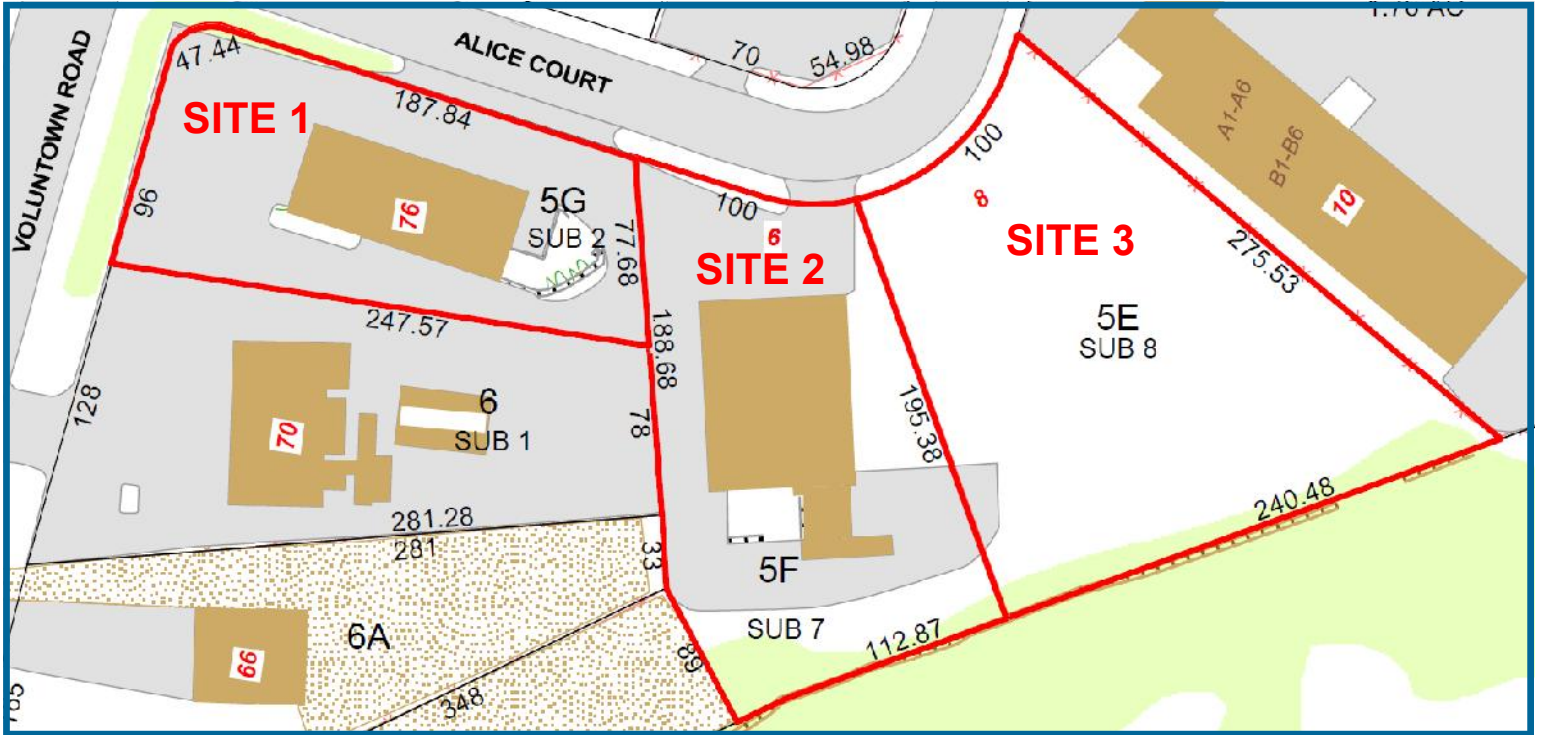 1.70 AC
VOLUNTOWN ROAD
47.44
ALICE COURT
70
54.98
SITE 1
187.84
100
A1-A6
B1-B6
96
76
5G
SUB 2
77.68
100
6
8
10
SITE 2
SITE 3
275.53
247.57
188.68
5E
SUB 8
128
70
6
SUB 1
78
195.38
281.28
281
33
240.48
5F
6A
SUB 7
112.87
66
89
348